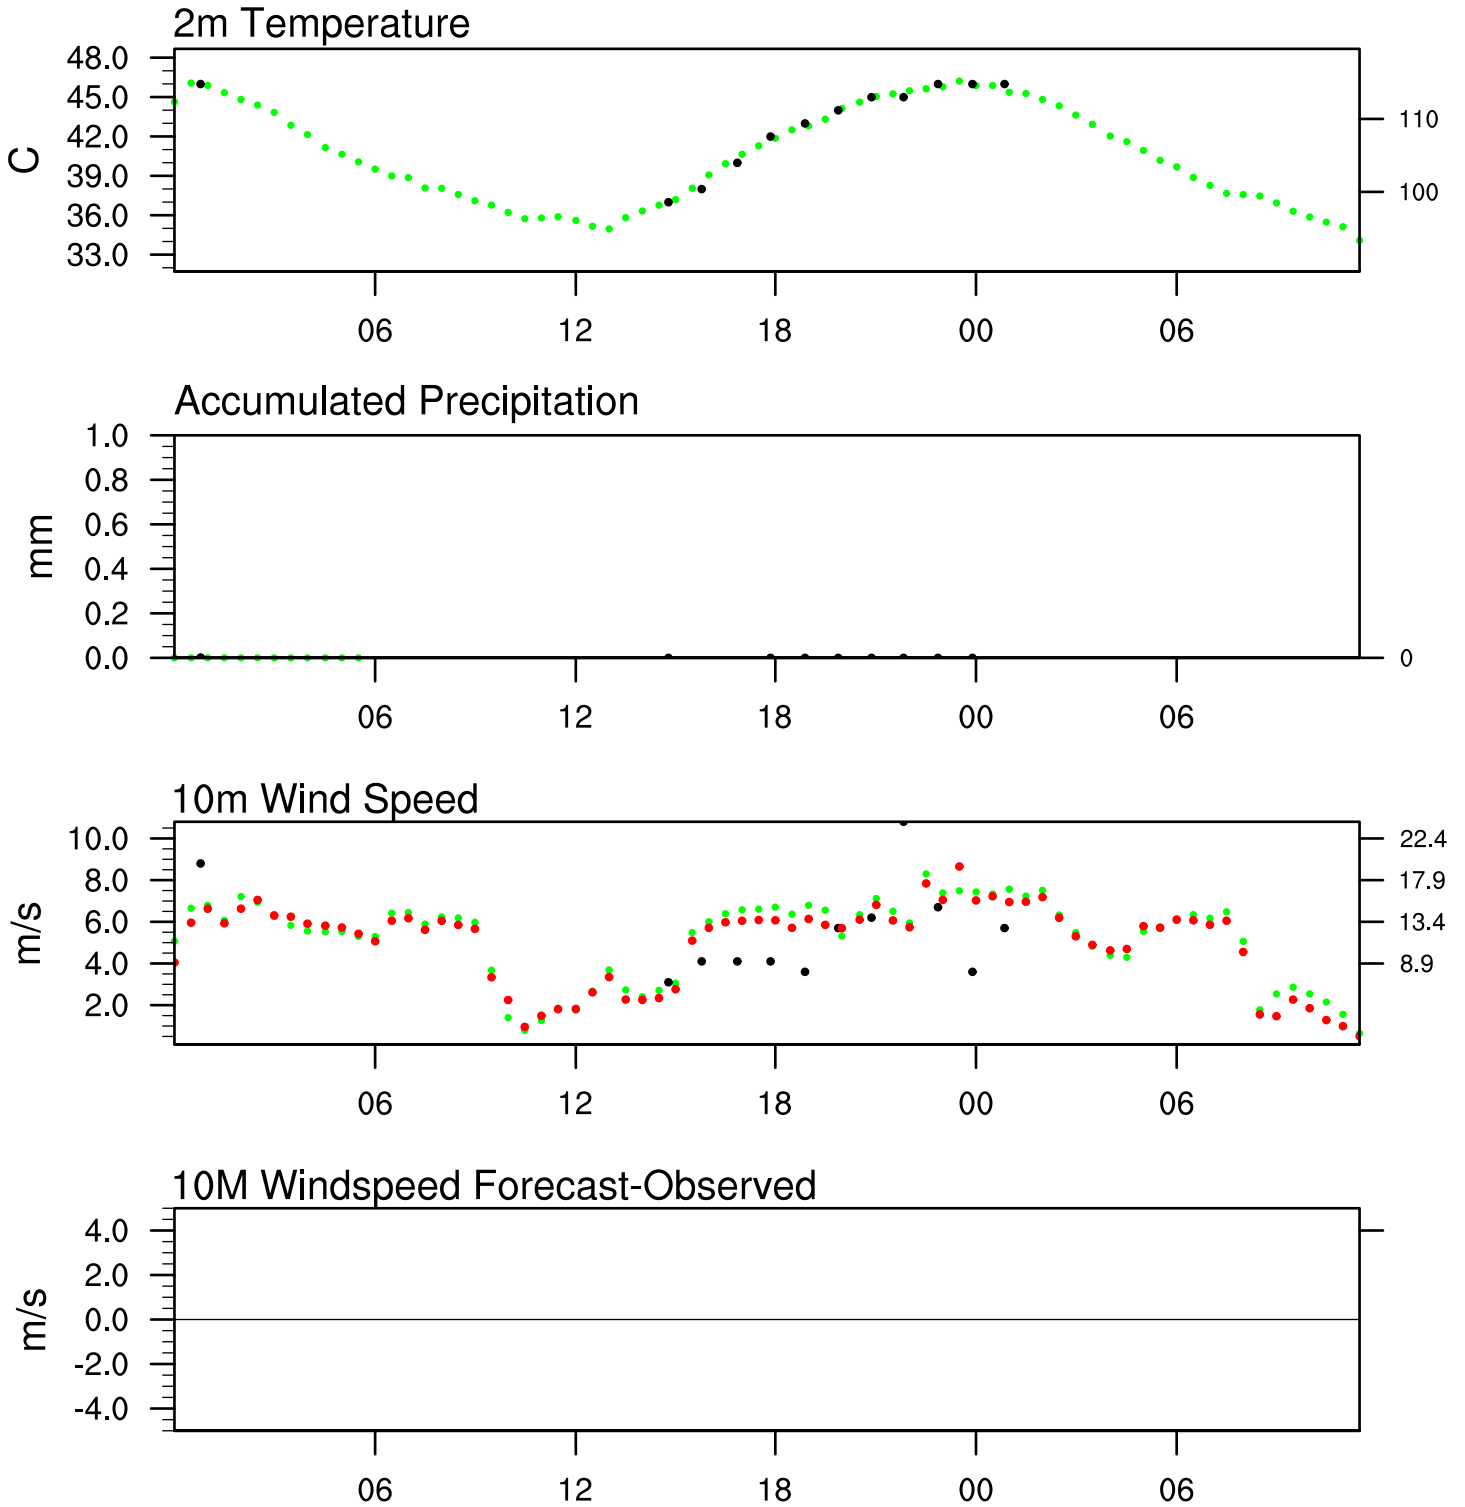 2m Temperature
48.0
45.0
42.0
39.0
36.0
33.0
C
110
100
06 12 18 00 06
Accumulated Precipitation
1.0
0.8
0.6
0.4
0.2
0.0
mm
0
06 12 18 00 06
10m Wind Speed
10.0
8.0
6.0
4.0
2.0
m/s
22.4
17.9
13.4
8.9
06 12 18 00 06
10M Windspeed Forecast-Observed
4.0
2.0
0.0
-2.0
-4.0
m/s
06 12 18 00 06